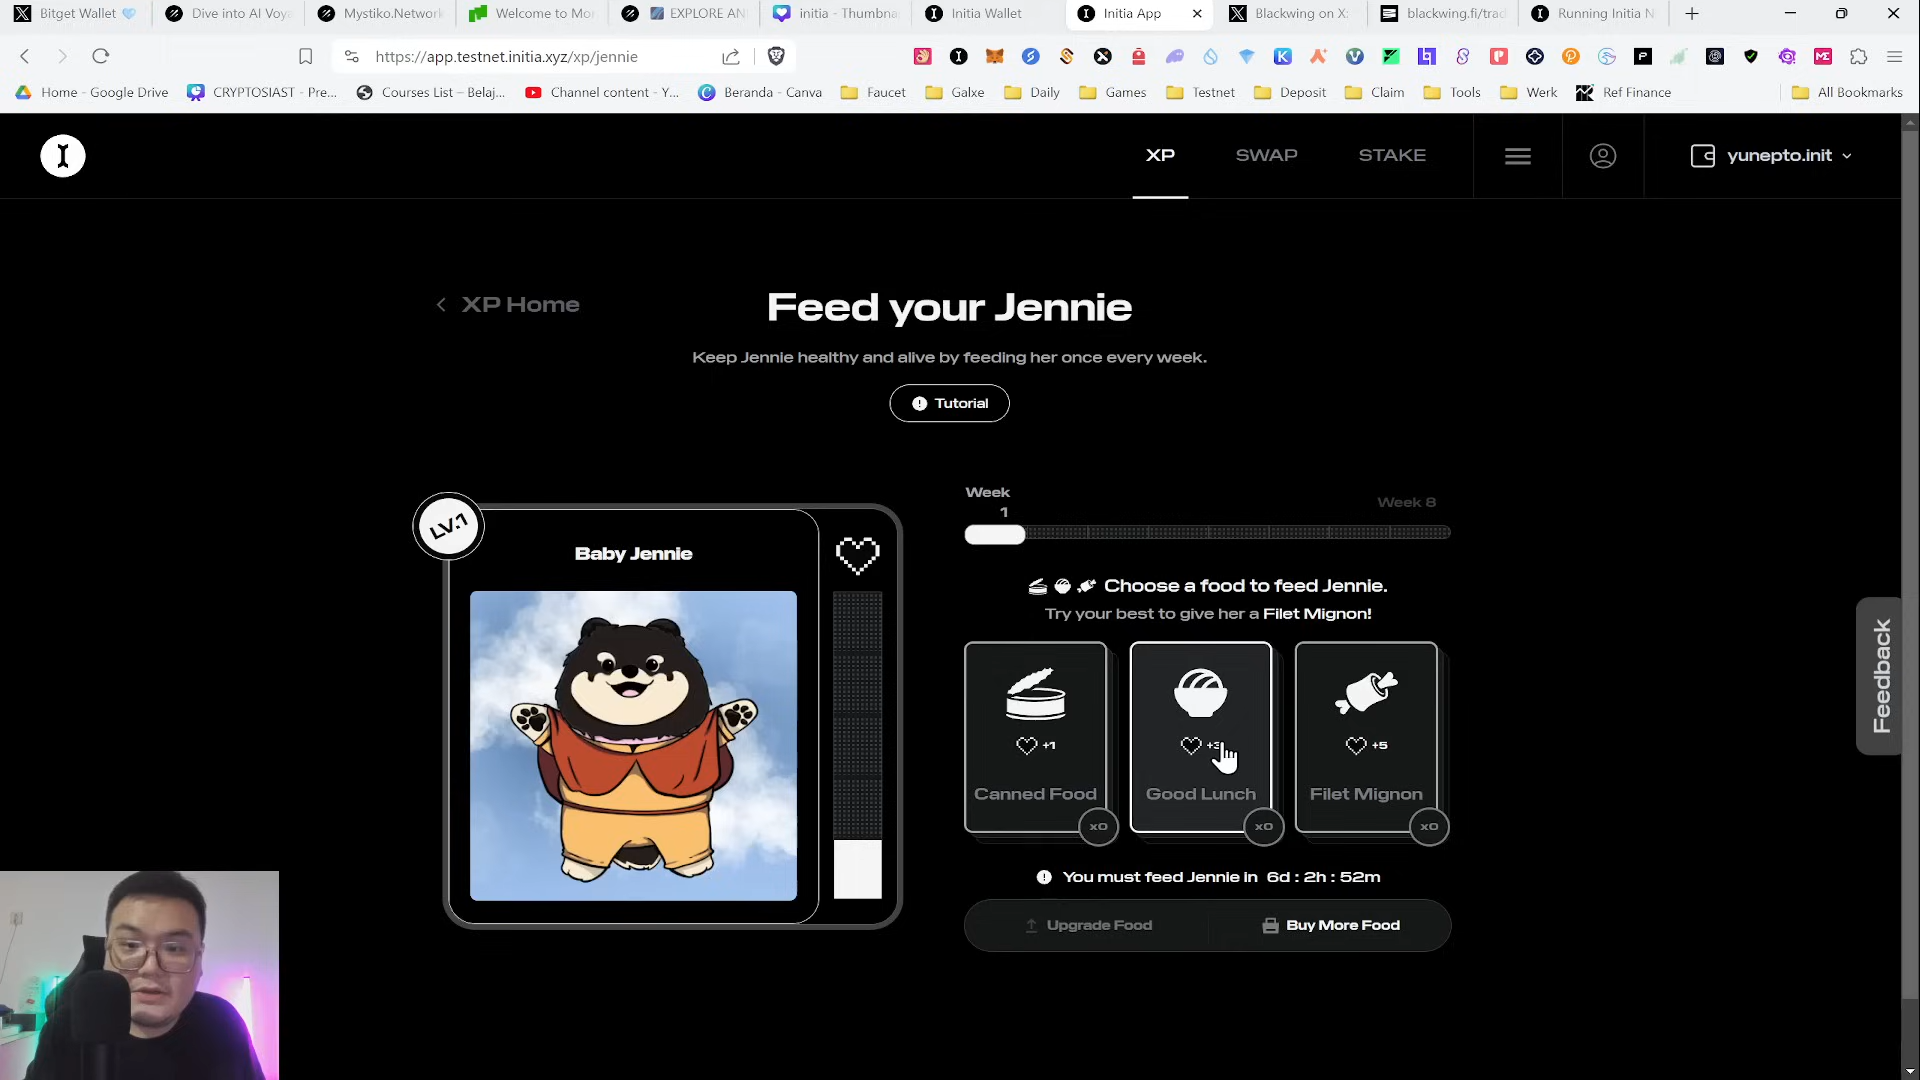 Bitget Wallet
Dive into AI Voya
Mystiko.Network
Welcome to Mo
EXPLORE AN
initia - Thumbna
Initia Wallet
Initia App
Blackwing on X:
blackwing.fi/trad
Running Initia N
https://app.testnet.initia.xyz/xp/jennie
Home - Google Drive
CRYPTOSIAST - Pre...
Courses List – Belaj...
Channel content - Y...
Beranda - Canva
Faucet
Galxe
Daily
Games
Testnet
Deposit
Claim
Tools
Werk
Ref Finance
All Bookmarks
XP
SWAP
STAKE
yunepto.init
XP Home
Feed your Jennie
Keep Jennie healthy and alive by feeding her once every week.
Tutorial
LV.1
Baby Jennie
Week
1
Week 8
Choose a food to feed Jennie.
Try your best to give her a Filet Mignon!
+1
+3
+5
Canned Food
Good Lunch
Filet Mignon
x0
x0
x0
You must feed Jennie in 6d : 2h : 52m
Upgrade Food
Buy More Food
Feedback